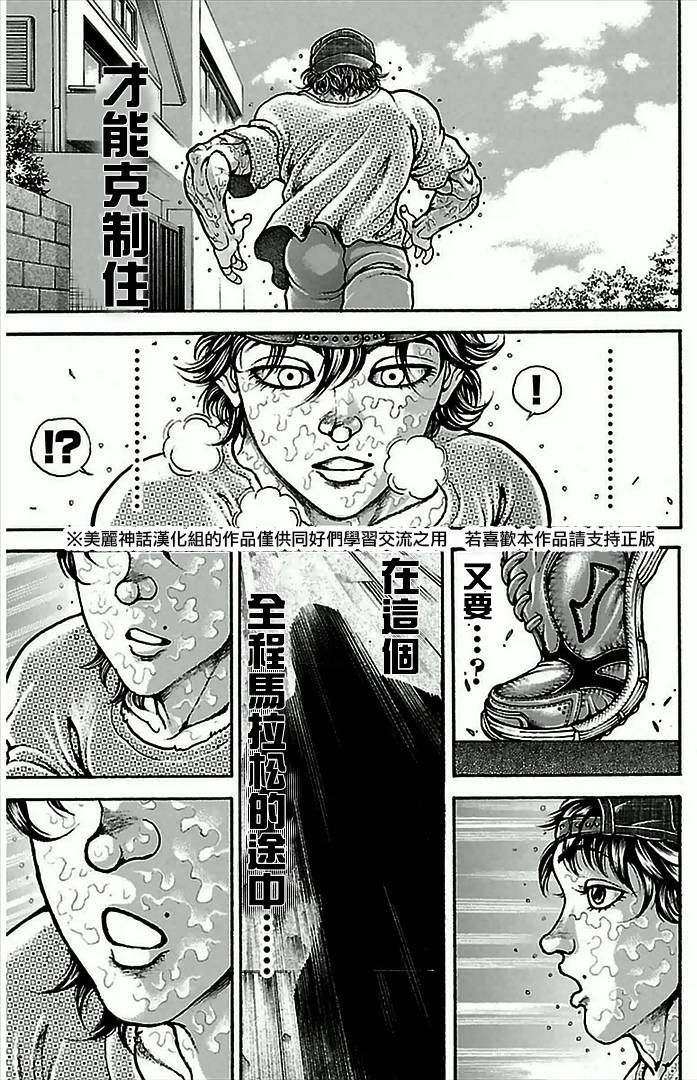 才能克制住
!
!?
※美麗神話漢化組的作品僅供同好們學習交流之用 若喜歡本作品請支持正版
又要…?
在這個
全程馬拉松的途中……